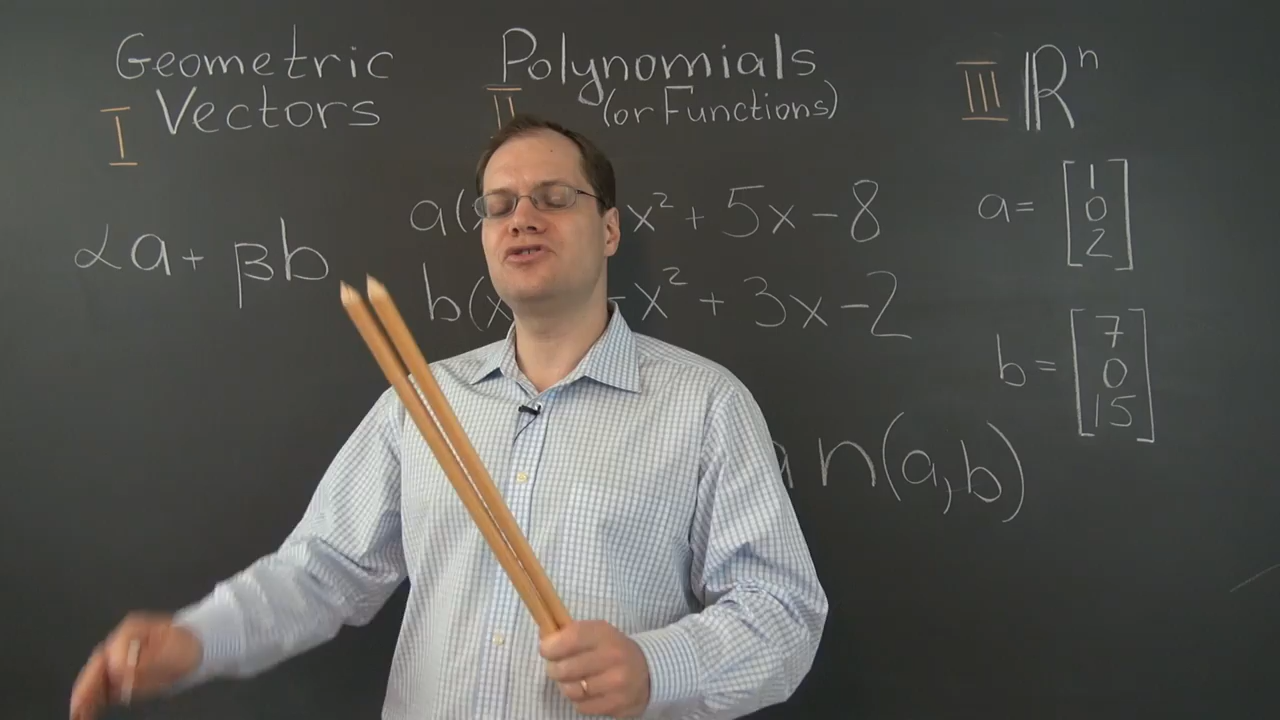 Geometric
I Vectors
αa + βb
Polynomials
II (or Functions)
a( x² + 5x - 8
b(x - x² + 3x - 2
n(a,b)
III ℝⁿ
a = [1
0
2]
b = [7
0
15]